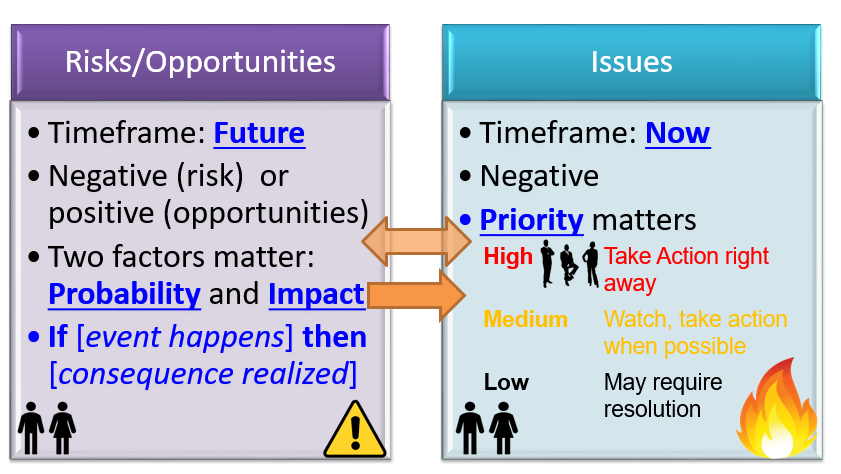 Risks/Opportunities
• Timeframe: Future
• Negative (risk) or
positive (opportunities)
• Two factors matter:
Probability and Impact
• If [event happens] then
[consequence realized]
Issues
• Timeframe: Now
• Negative
• Priority matters
High Take Action right
away
Medium Watch, take action
when possible
Low May require
resolution